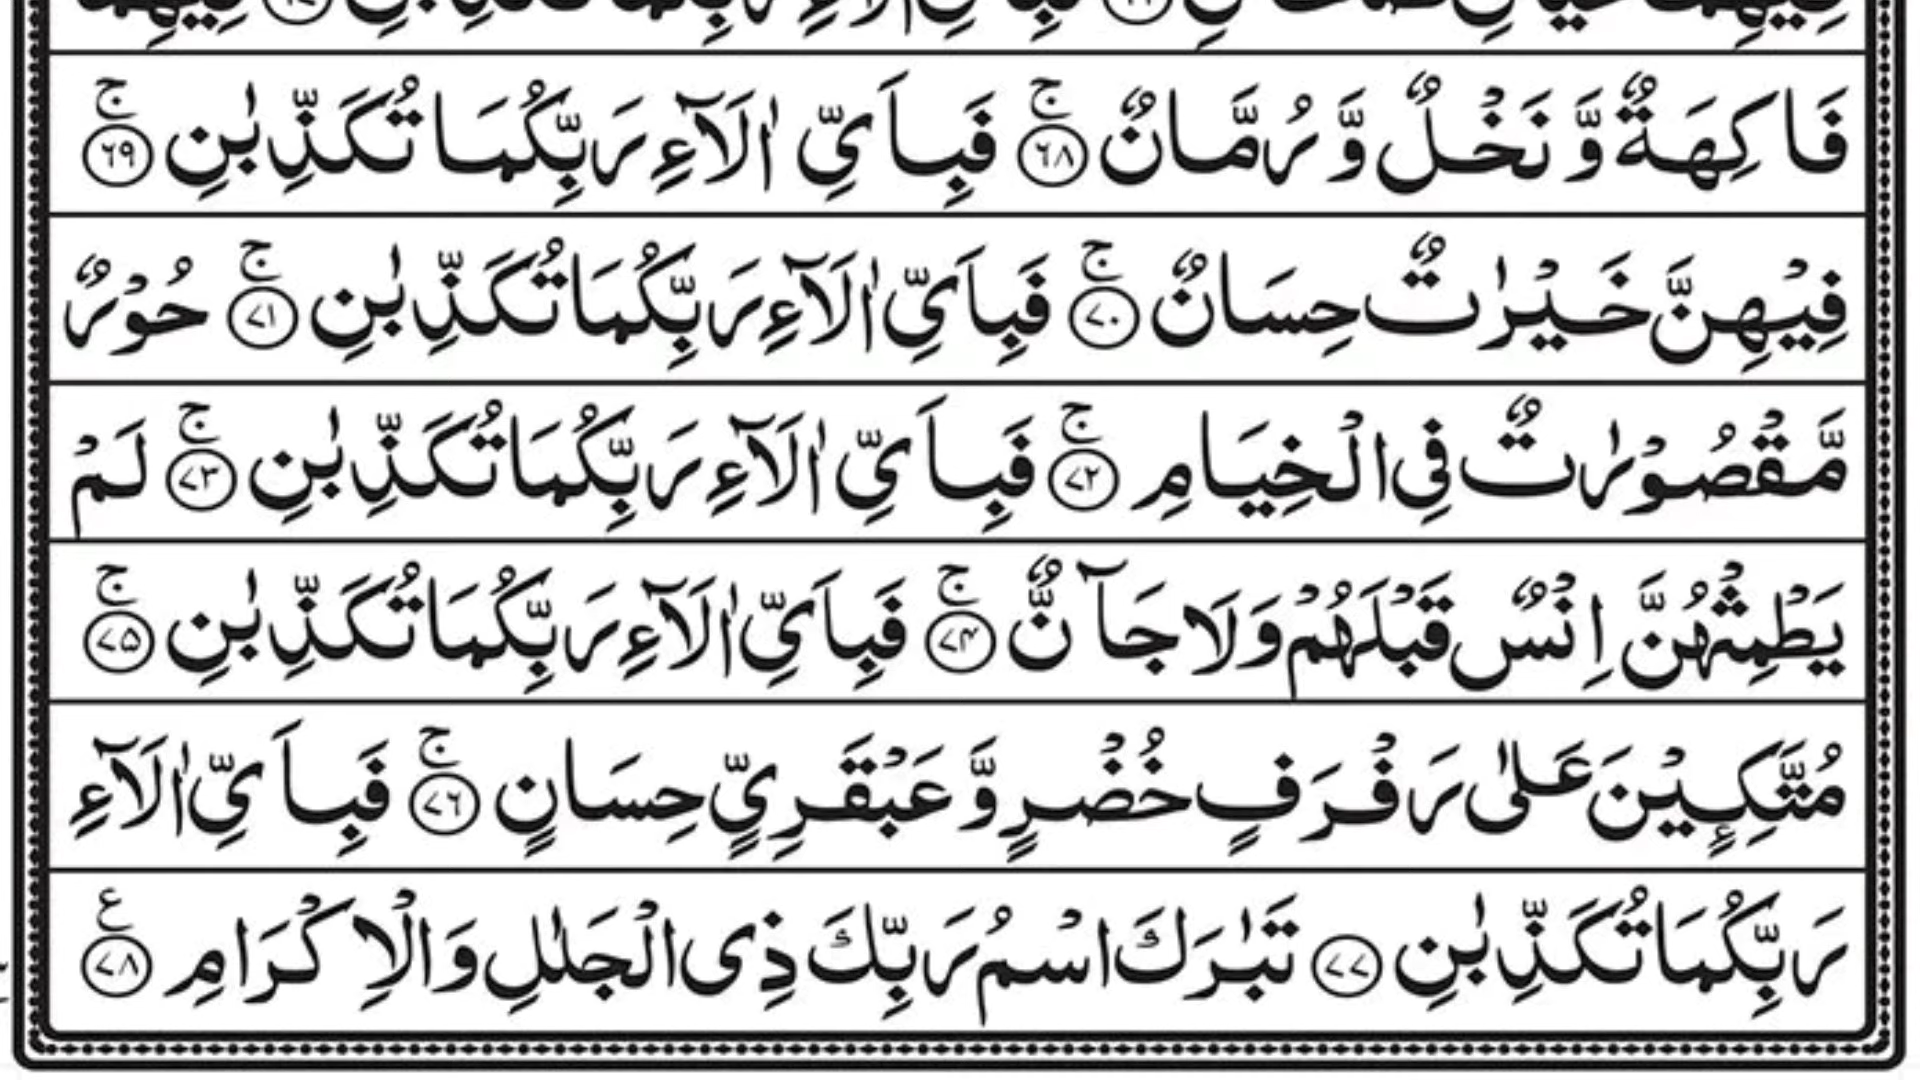 فَاكِهَةٌ وَّ نَخْلٌ وَّ رُمَّانٌ ﴿٦٨﴾ۚ فَبِاَيِّ اٰلَآءِ رَبِّكُمَا تُكَذِّبٰنِ ﴿٦٩﴾ۚ
فِيْهِنَّ خَيْرٰتٌ حِسَانٌ ﴿٧٠﴾ۚ فَبِاَيِّ اٰلَآءِ رَبِّكُمَا تُكَذِّبٰنِ ﴿٧١﴾ۚ حُوْرٌ
مَّقْصُوْرٰتٌ فِى الْخِيَامِ ﴿٧٢﴾ۚ فَبِاَيِّ اٰلَآءِ رَبِّكُمَا تُكَذِّبٰنِ ﴿٧٣﴾ۚ لَمْ
يَطْمِثْهُنَّ اِنْسٌ قَبْلَهُمْ وَلَا جَآنٌّ ﴿٧٤﴾ۚ فَبِاَيِّ اٰلَآءِ رَبِّكُمَا تُكَذِّبٰنِ ﴿٧٥﴾ۚ
مُتَّكِـِٕيْنَ عَلٰى رَفْرَفٍ خُضْرٍ وَّ عَبْقَرِيٍّ حِسَانٍ ﴿٧٦﴾ۚ فَبِاَيِّ اٰلَآءِ
رَبِّكُمَا تُكَذِّبٰنِ ﴿٧٧﴾ تَبٰرَكَ اسْمُ رَبِّكَ ذِى الْجَلٰلِ وَالْاِكْرَامِ ﴿٧٨﴾ع